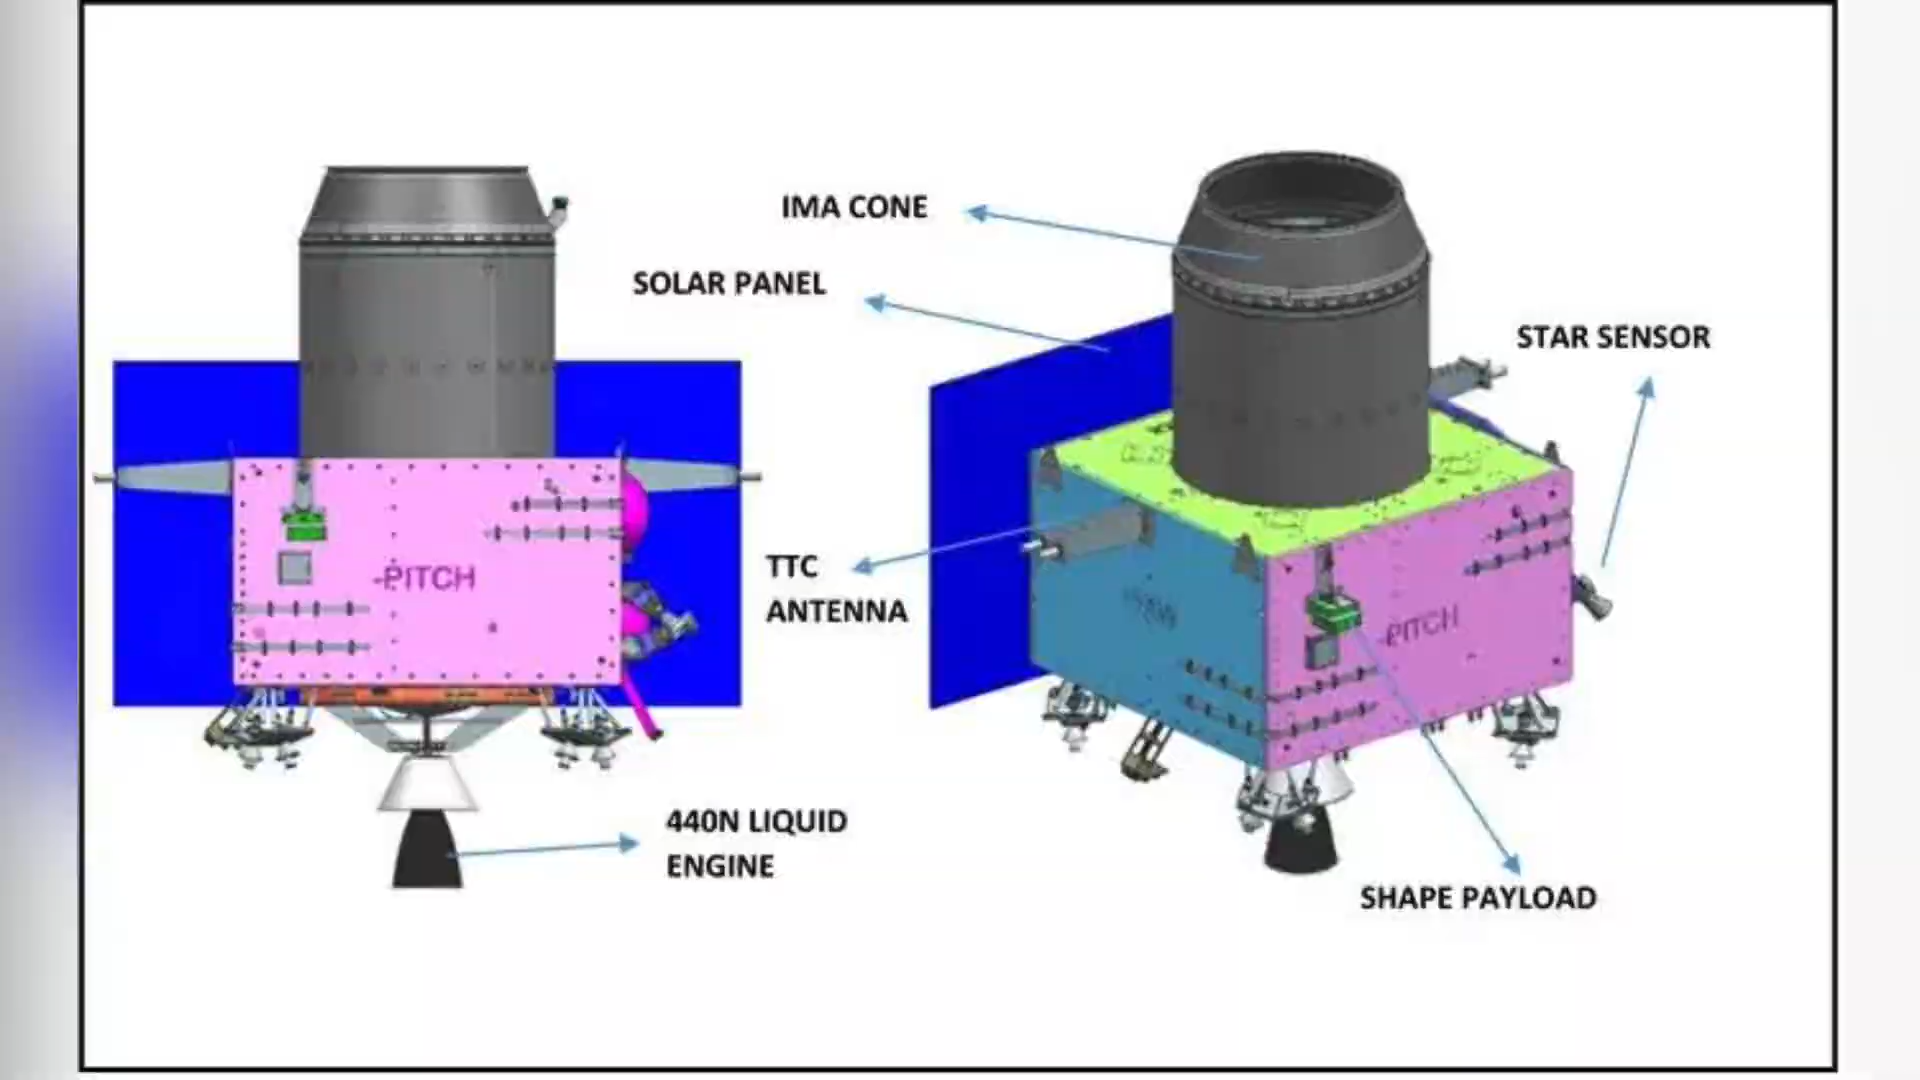 IMA CONE
SOLAR PANEL
STAR SENSOR
-PITCH
TTC
ANTENNA
-PITCH
440N LIQUID
ENGINE
SHAPE PAYLOAD